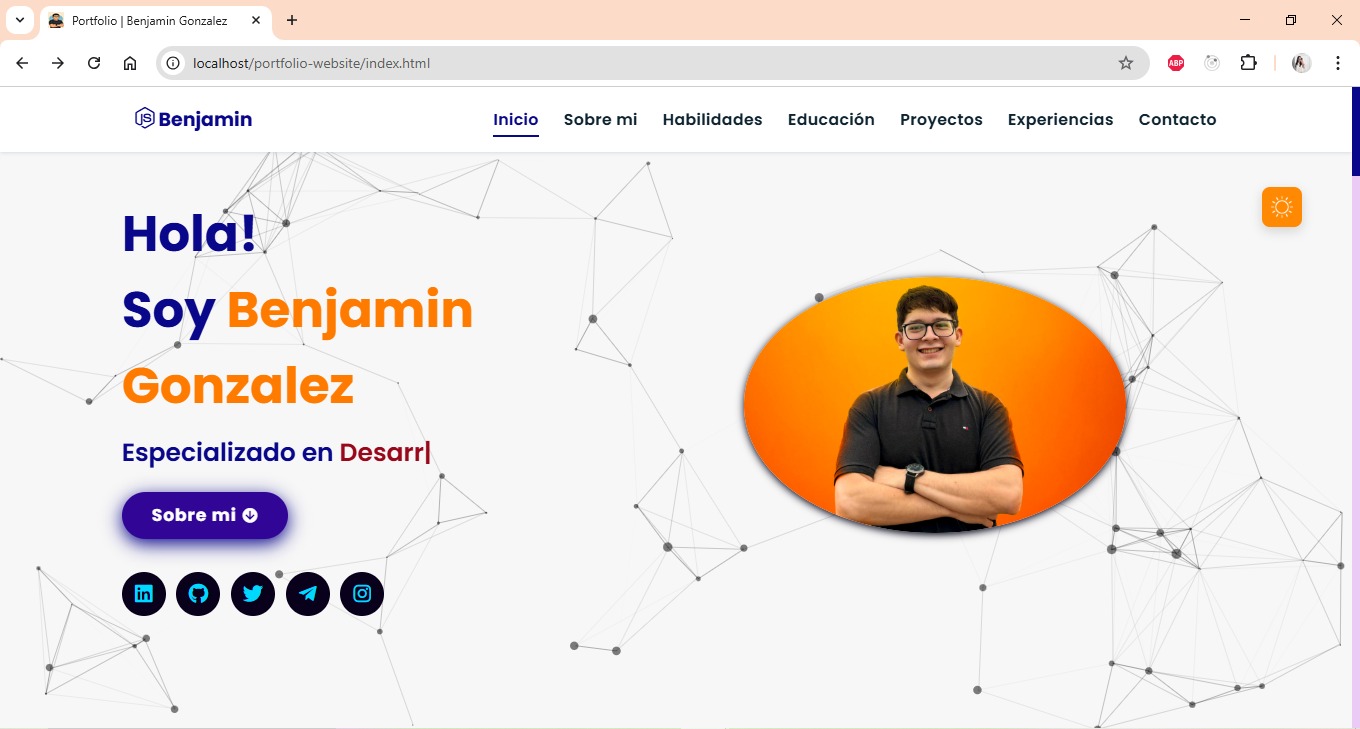 Portfolio | Benjamin Gonzalez
localhost/portfolio-website/index.html
ABP
JS Benjamin
Inicio Sobre mi Habilidades Educación Proyectos Experiencias Contacto
Hola!
Soy Benjamin
Gonzalez
Especializado en Desarr|
Sobre mi
in